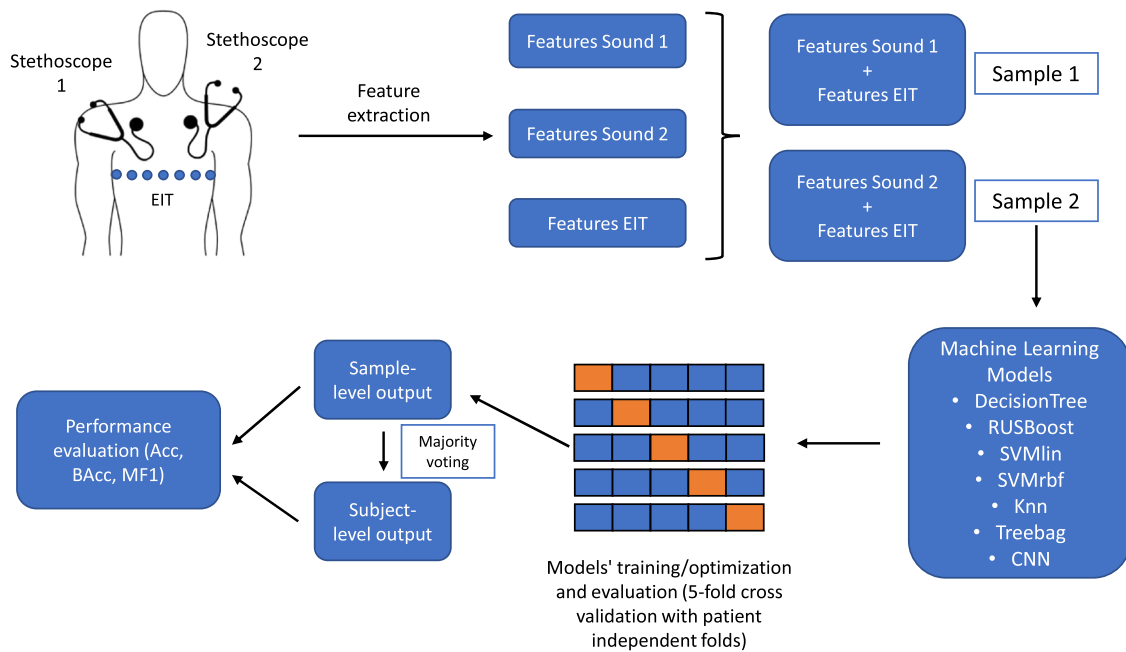 Stethoscope
1
Stethoscope
2
EIT
Feature
extraction
Features Sound 1
Features Sound 2
Features EIT
Features Sound 1
+
Features EIT
Sample 1
Features Sound 2
+
Features EIT
Sample 2
Machine Learning
Models
• DecisionTree
• RUSBoost
• SVMlin
• SVMrbf
• Knn
• Treebag
• CNN
Models' training/optimization
and evaluation (5-fold cross
validation with patient
independent folds)
Sample-
level output
Majority
voting
Subject-
level output
Performance
evaluation (Acc,
BAcc, MF1)